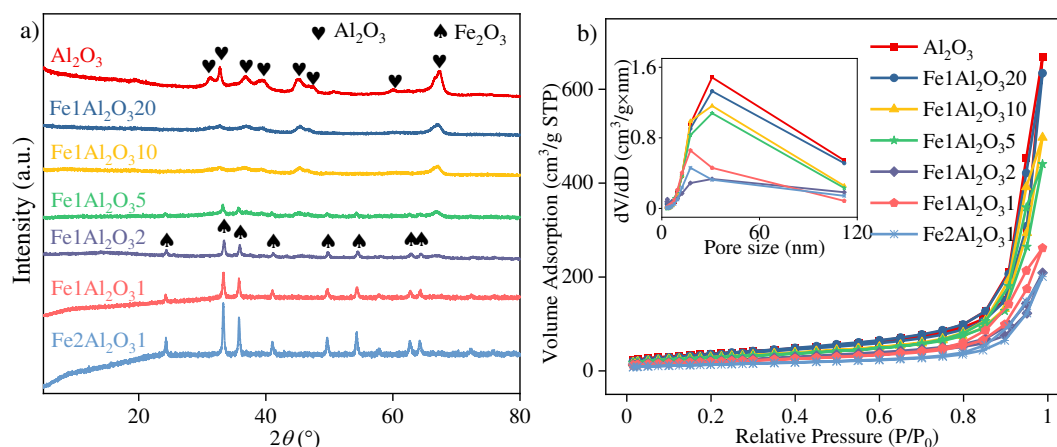 a)
♥ Al₂O₃ ♠ Fe₂O₃
Al₂O₃
Fe1Al₂O₃20
Fe1Al₂O₃10
Fe1Al₂O₃5
Fe1Al₂O₃2
Fe1Al₂O₃1
Fe2Al₂O₃1
Intensity (a.u.)
20 40 60 80
2θ (°)
b)
Volume Adsorption (cm³/g STP)
600
400
200
0
dV/dD (cm³/g×nm)
1.6
0.8
0
0 60 120
Pore size (nm)
Al₂O₃
Fe1Al₂O₃20
Fe1Al₂O₃10
Fe1Al₂O₃5
Fe1Al₂O₃2
Fe1Al₂O₃1
Fe2Al₂O₃1
0 0.2 0.4 0.6 0.8 1
Relative Pressure (P/P₀)